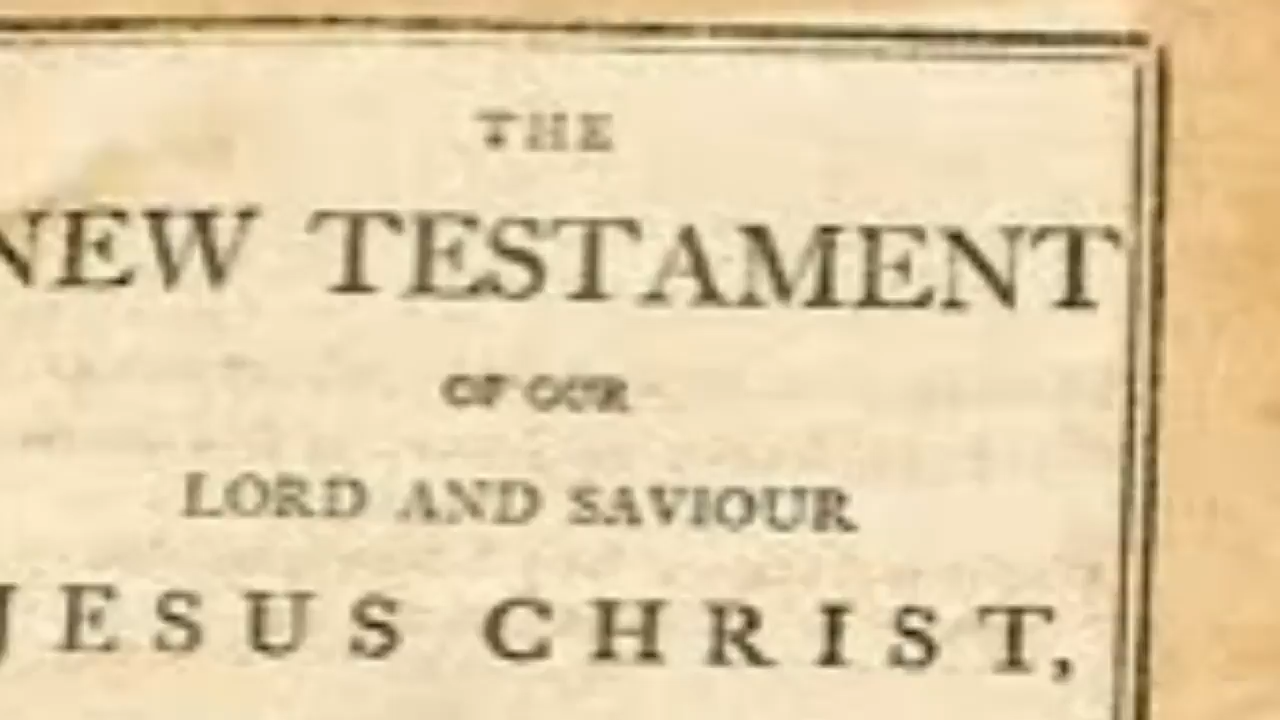 THE
NEW TESTAMENT
OF OUR
LORD AND SAVIOUR
JESUS CHRIST,